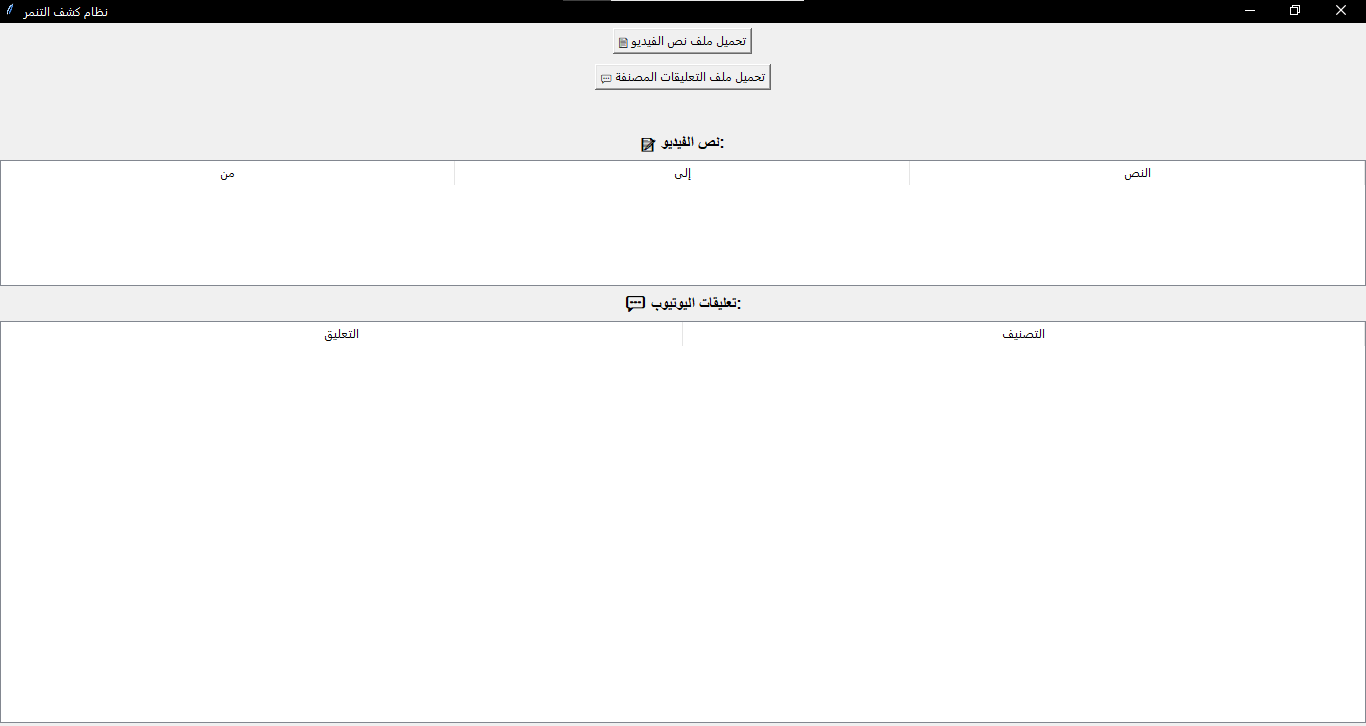 نظام كشف التنمر
تحميل ملف نص الفيديو
تحميل ملف التعليقات المصنفة
نص الفيديو:
من إلى النص
تعليقات اليوتيوب:
التعليق التصنيف